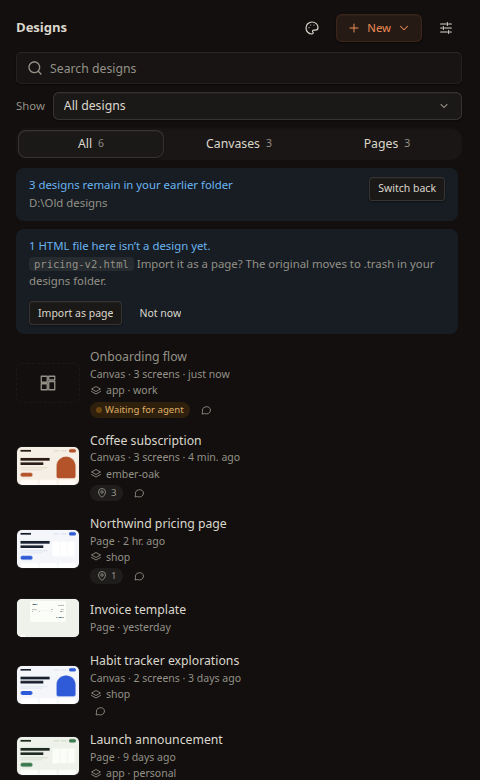 Designs
New
Search designs
Show
All designs
All 6
Canvases 3
Pages 3
3 designs remain in your earlier folder
D:\Old designs
Switch back
1 HTML file here isn't a design yet.
pricing-v2.html Import it as a page? The original moves to .trash in your
designs folder.
Import as page
Not now
Onboarding flow
Canvas · 3 screens · just now
app · work
Waiting for agent
Coffee subscription
Canvas · 3 screens · 4 min. ago
ember-oak
3
Northwind pricing page
Page · 2 hr. ago
shop
1
Invoice template
Page · yesterday
Habit tracker explorations
Canvas · 2 screens · 3 days ago
shop
Launch announcement
Page · 9 days ago
app · personal